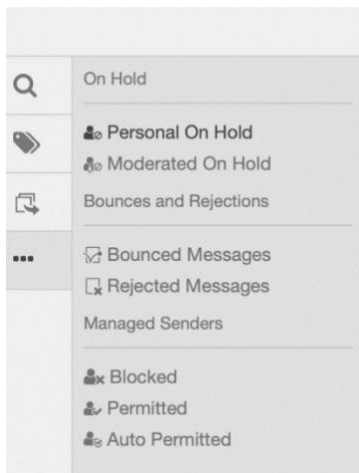 On Hold
Personal On Hold
Moderated On Hold
Bounces and Rejections
Bounced Messages
Rejected Messages
Managed Senders
Blocked
Permitted
Auto Permitted